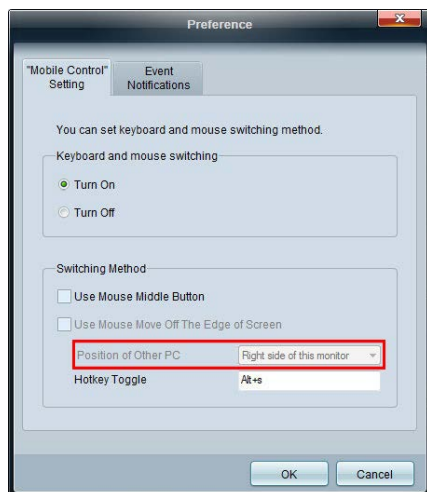 Preference
"Mobile Control"
Setting
Event
Notifications
You can set keyboard and mouse switching method.
Keyboard and mouse switching
Turn On
Turn Off
Switching Method
Use Mouse Middle Button
Use Mouse Move Off The Edge of Screen
Position of Other PC Right side of this monitor
Hotkey Toggle Alt+s
OK Cancel